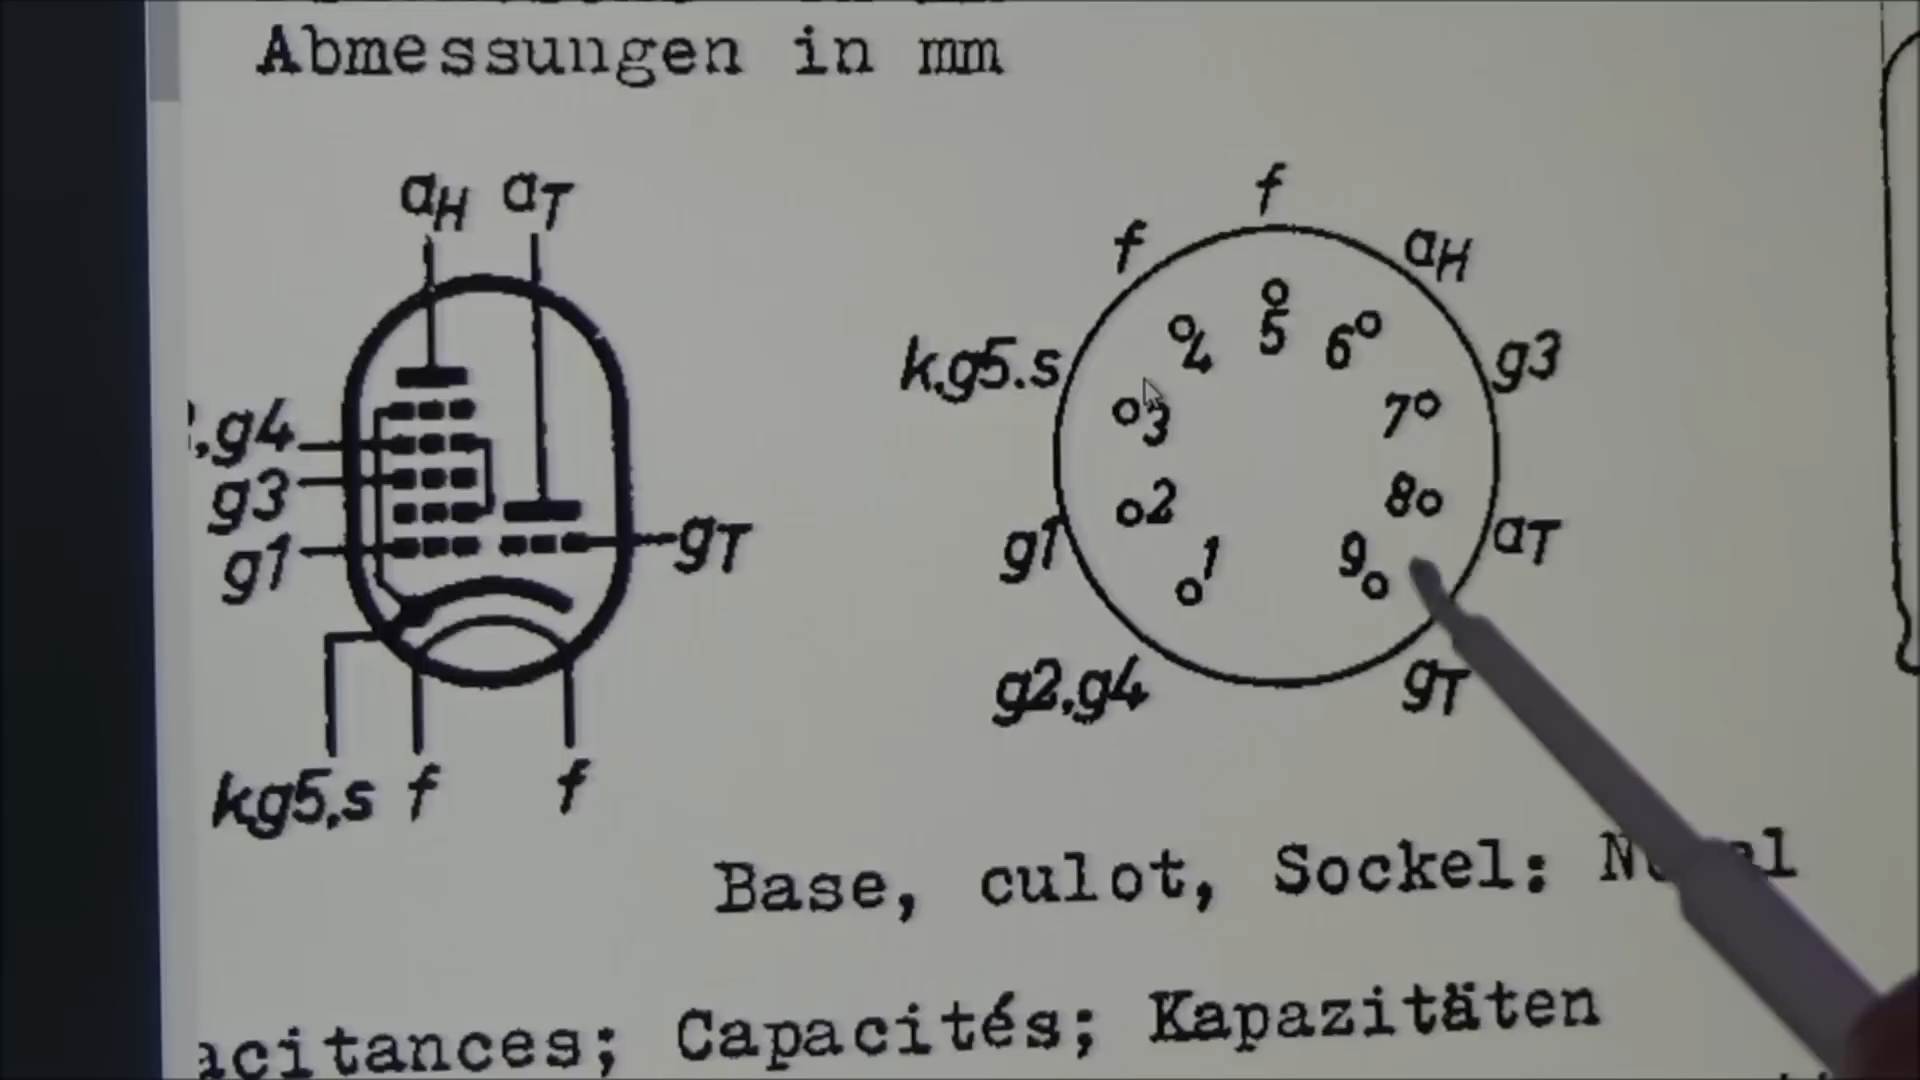 Abmessungen in mm
aH aT
f
f
aH
k,g5,s
g3
4 5 6
3 7
,g4
g3
g1
gT
2 8
g1
aT
1 9
g2,g4
gT
k,g5,s f f
Base, culot, Sockel:
acitances; Capacités; Kapazitäten